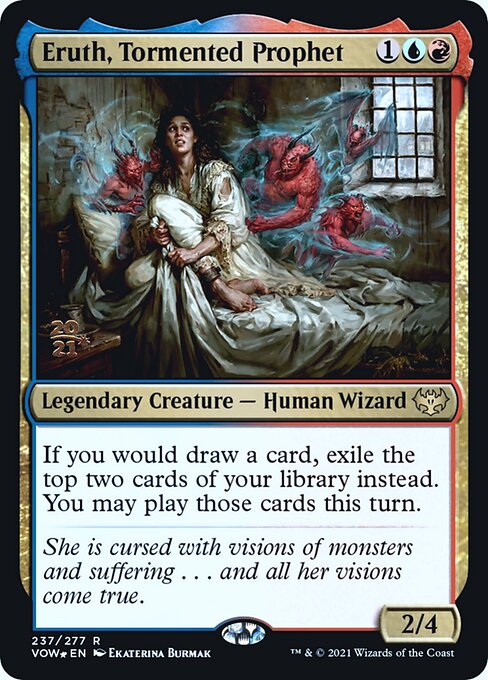 Eruth, Tormented Prophet 1
20
21
Legendary Creature — Human Wizard
If you would draw a card, exile the
top two cards of your library instead.
You may play those cards this turn.
She is cursed with visions of monsters
and suffering . . . and all her visions
come true.
2/4
237/277 R
VOW★EN Ekaterina Burmak
™ & © 2021 Wizards of the Coast